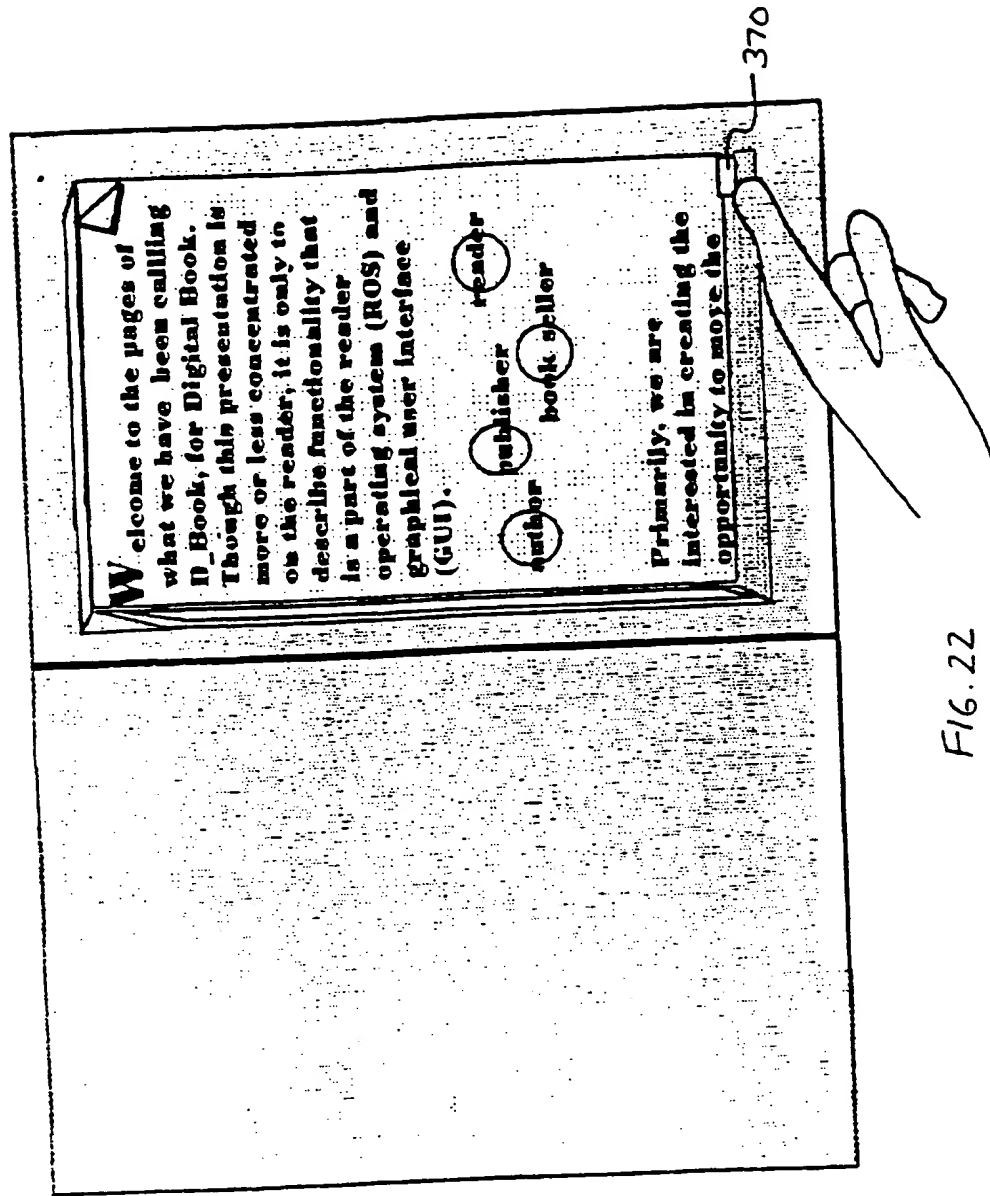 Welcome to the pages of
what we have been callling
D_Book, for Digital Book.
Though this presentation is
more or less concentrated
on the reader, it is only to
describe functionality that
is a part of the reader
operating system (ROS) and
graphical user interface
(GUI).
author
publisher
book seller
reader
Primarily, we are
interested in creating the
opportunity to move the
370
FIG. 22